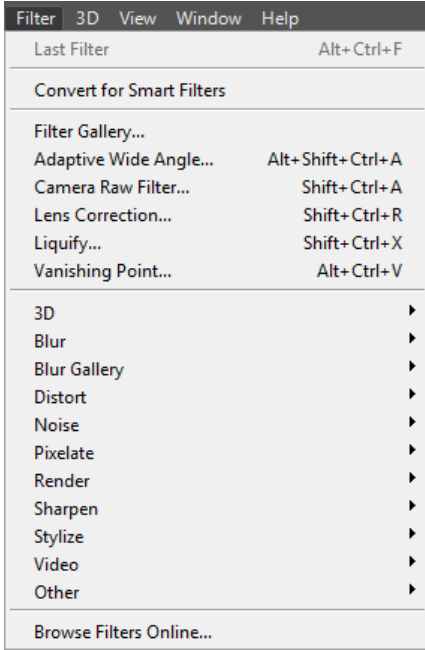 Filter 3D View Window Help
Last Filter Alt+Ctrl+F
Convert for Smart Filters
Filter Gallery...
Adaptive Wide Angle... Alt+Shift+Ctrl+A
Camera Raw Filter... Shift+Ctrl+A
Lens Correction... Shift+Ctrl+R
Liquify... Shift+Ctrl+X
Vanishing Point... Alt+Ctrl+V
3D
Blur
Blur Gallery
Distort
Noise
Pixelate
Render
Sharpen
Stylize
Video
Other
Browse Filters Online...